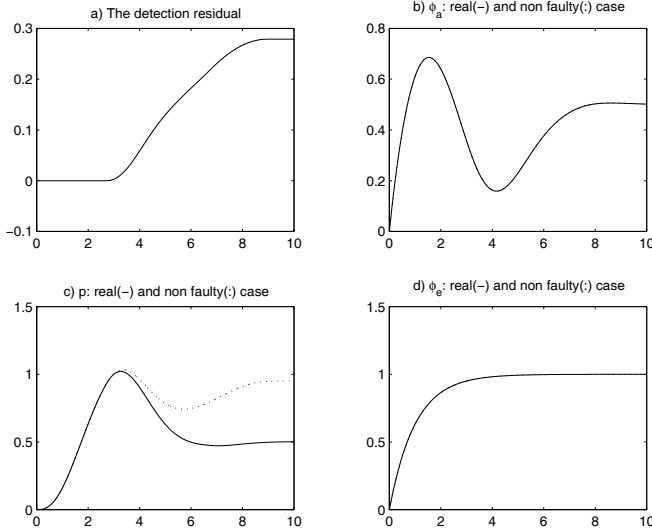 a) The detection residual
0.3
0.2
0.1
0
−0.1
0 2 4 6 8 10
b) ϕa: real(−) and non faulty(:) case
0.8
0.6
0.4
0.2
0
0 2 4 6 8 10
c) p: real(−) and non faulty(:) case
1.5
1
0.5
0
0 2 4 6 8 10
d) ϕe: real(−) and non faulty(:) case
1.5
1
0.5
0
0 2 4 6 8 10